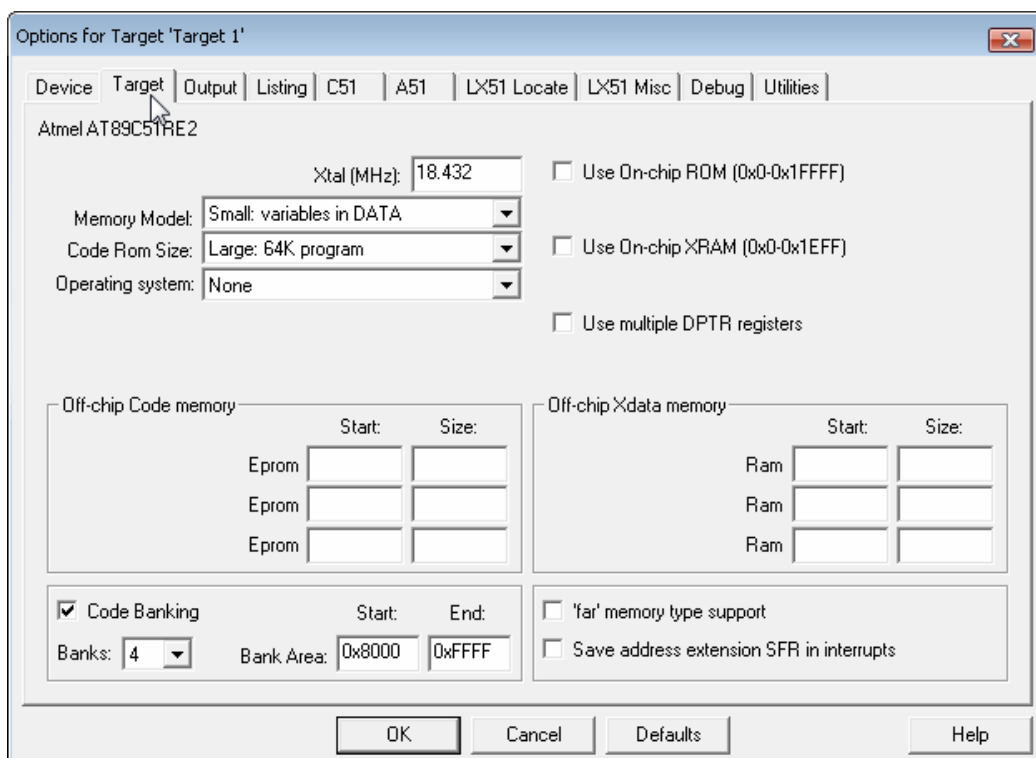 Options for Target 'Target 1'
Device Target Output Listing C51 A51 LX51 Locate LX51 Misc Debug Utilities
Atmel AT89C51RE2
Xtal (MHz): 18.432
Use On-chip ROM (0x0-0x1FFFF)
Memory Model: Small: variables in DATA
Code Rom Size: Large: 64K program
Use On-chip XRAM (0x0-0x1EFF)
Operating system: None
Use multiple DPTR registers
Off-chip Code memory
Start: Size:
Eprom
Eprom
Eprom
Off-chip Xdata memory
Start: Size:
Ram
Ram
Ram
Code Banking Start: End:
Banks: 4 Bank Area: 0x8000 0xFFFF
'far' memory type support
Save address extension SFR in interrupts
OK Cancel Defaults Help